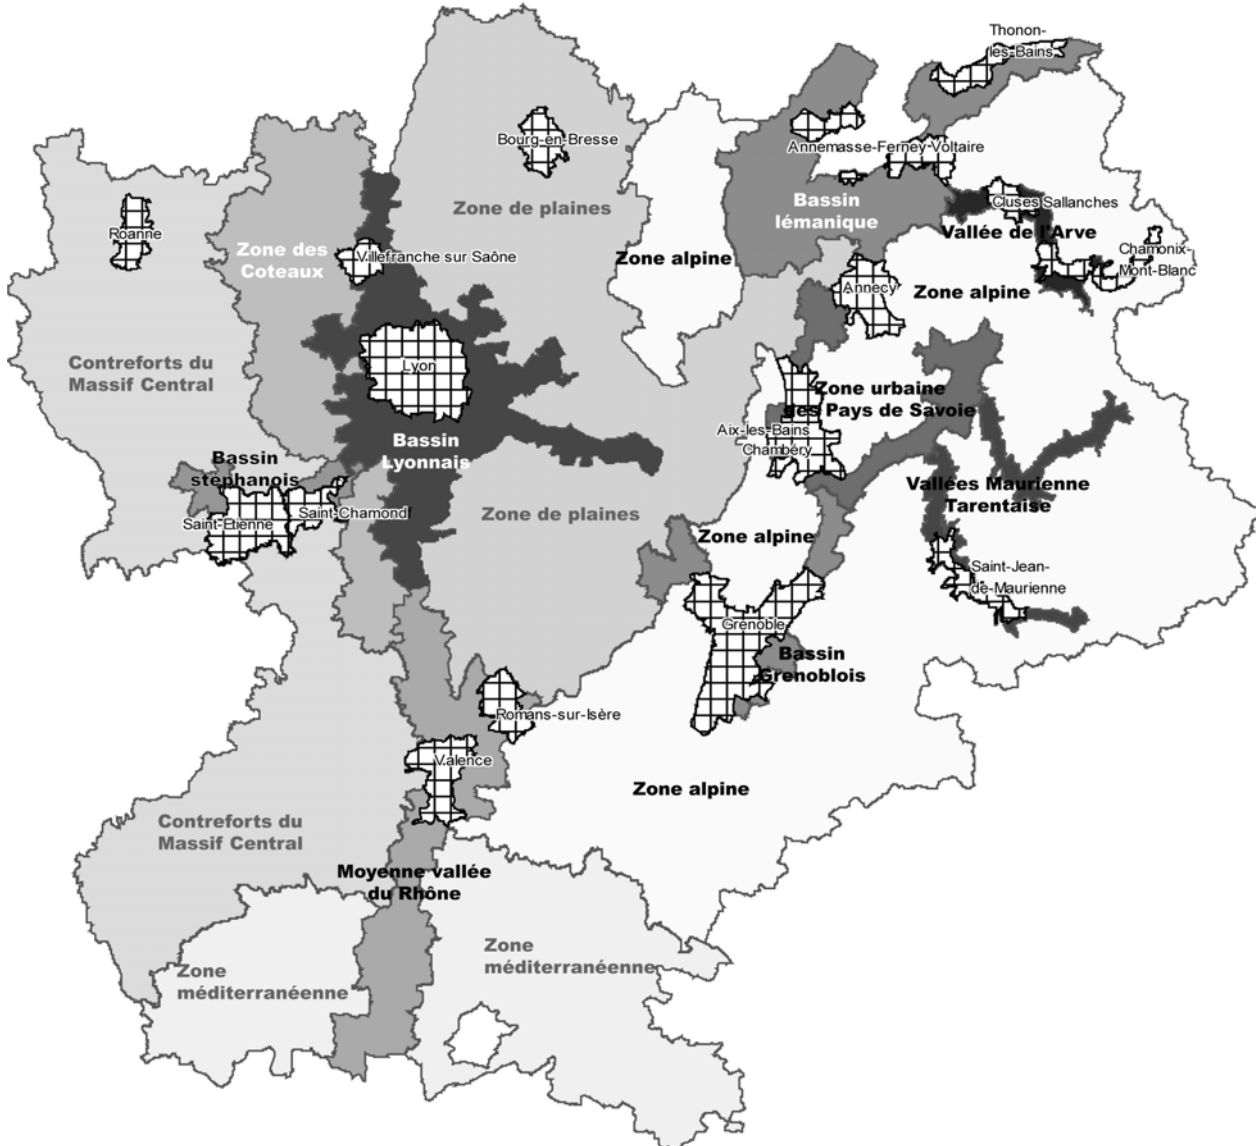 Thonon-
les-Bains
Bourg-en-Bresse
Annemasse-Ferney Voltaire
Zone de plaines
Bassin
lémanique
Cluses Sallanches
Roanne
Vallée de l'Arve
Zone des
Coteaux
Villefranche sur Saône
Zone alpine
Chamonix-
Mont-Blanc
Annecy
Zone alpine
Contreforts du
Massif Central
Lyon
Zone urbaine
des Pays de Savoie
Aix-les-Bains
Chambéry
Bassin
Lyonnais
Bassin
stéphanois
Vallées Maurienne
Tarentaise
Saint-Etienne
Saint-Chamond
Zone de plaines
Zone alpine
Saint-Jean-
de-Maurienne
Grenoble
Bassin
Grenoblois
Romans-sur-Isère
Valence
Zone alpine
Contreforts du
Massif Central
Moyenne vallée
du Rhône
Zone
méditerranéenne
Zone
méditerranéenne